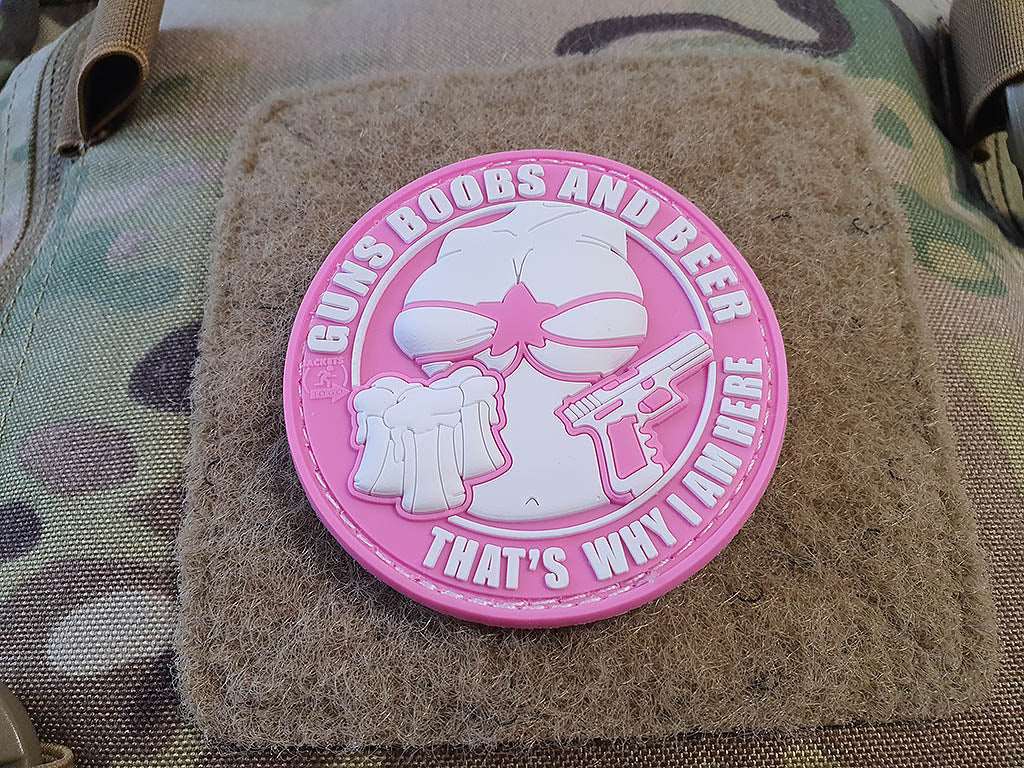 GUNS BOOBS AND BEER
THAT'S WHY I AM HERE